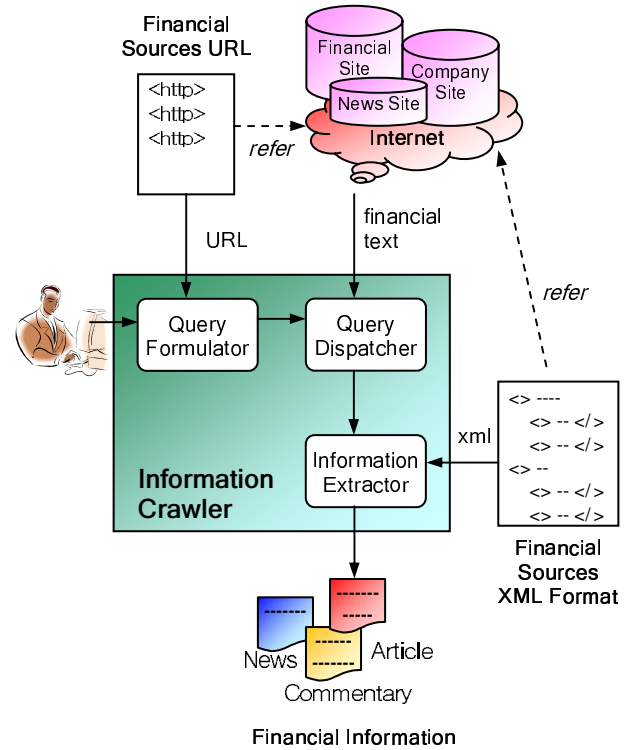 Financial
Sources URL
<http>
<http>
<http>
Financial
Site
Company
Site
News Site
Internet
refer
URL
financial
text
refer
Query
Formulator
Query
Dispatcher
Information
Extractor
xml
Information
Crawler
<> ----
<> -- </>
<> -- </>
<> --
<> -- </>
<> -- </>
Financial
Sources
XML Format
-------
-------
-----
------
-------
News
Article
Commentary
Financial Information